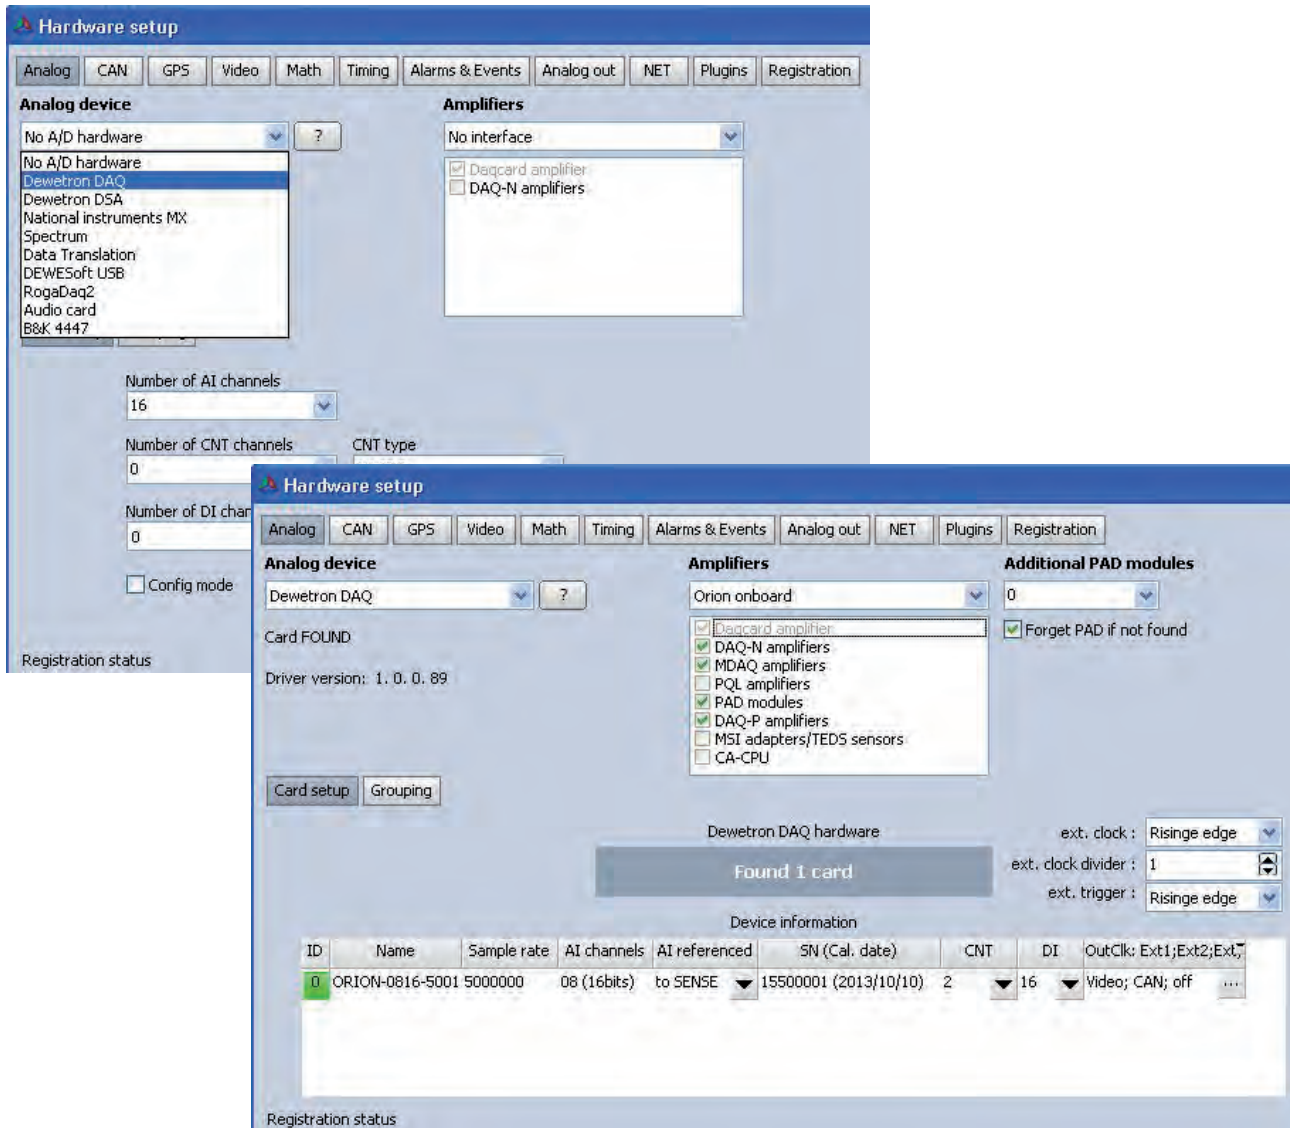 Hardware setup
Analog CAN GPS Video Math Timing Alarms & Events Analog out NET Plugins Registration
Analog device Amplifiers
No A/D hardware ? No interface
No A/D hardware
Dewetron DAQ
Dewetron DSA
National instruments MX
Spectrum
Data Translation
DEWESoft USB
RogaDaq2
Audio card
B&K 4447
Daqcard amplifier
DAQ-N amplifiers
Number of AI channels
16
Number of CNT channels CNT type
0
Number of DI chan
0
Config mode
Registration status
Hardware setup
Analog CAN GPS Video Math Timing Alarms & Events Analog out NET Plugins Registration
Analog device Amplifiers Additional PAD modules
Dewetron DAQ ? Orion onboard 0
Card FOUND
Driver version: 1. 0. 0. 89
Daqcard amplifier
DAQ-N amplifiers
MDAQ amplifiers
PQL amplifiers
PAD modules
DAQ-P amplifiers
MSI adapters/TEDS sensors
CA-CPU
Forget PAD if not found
Card setup Grouping
Dewetron DAQ hardware
Found 1 card
ext. clock : Risinge edge
ext. clock divider : 1
ext. trigger : Risinge edge
Device information
ID Name Sample rate AI channels AI referenced SN (Cal. date) CNT DI OutClk: Ext1;Ext2;Ext;
0 ORION-0816-5001 5000000 08 (16bits) to SENSE 15500001 (2013/10/10) 2 16 Video; CAN; off ...
Registration status